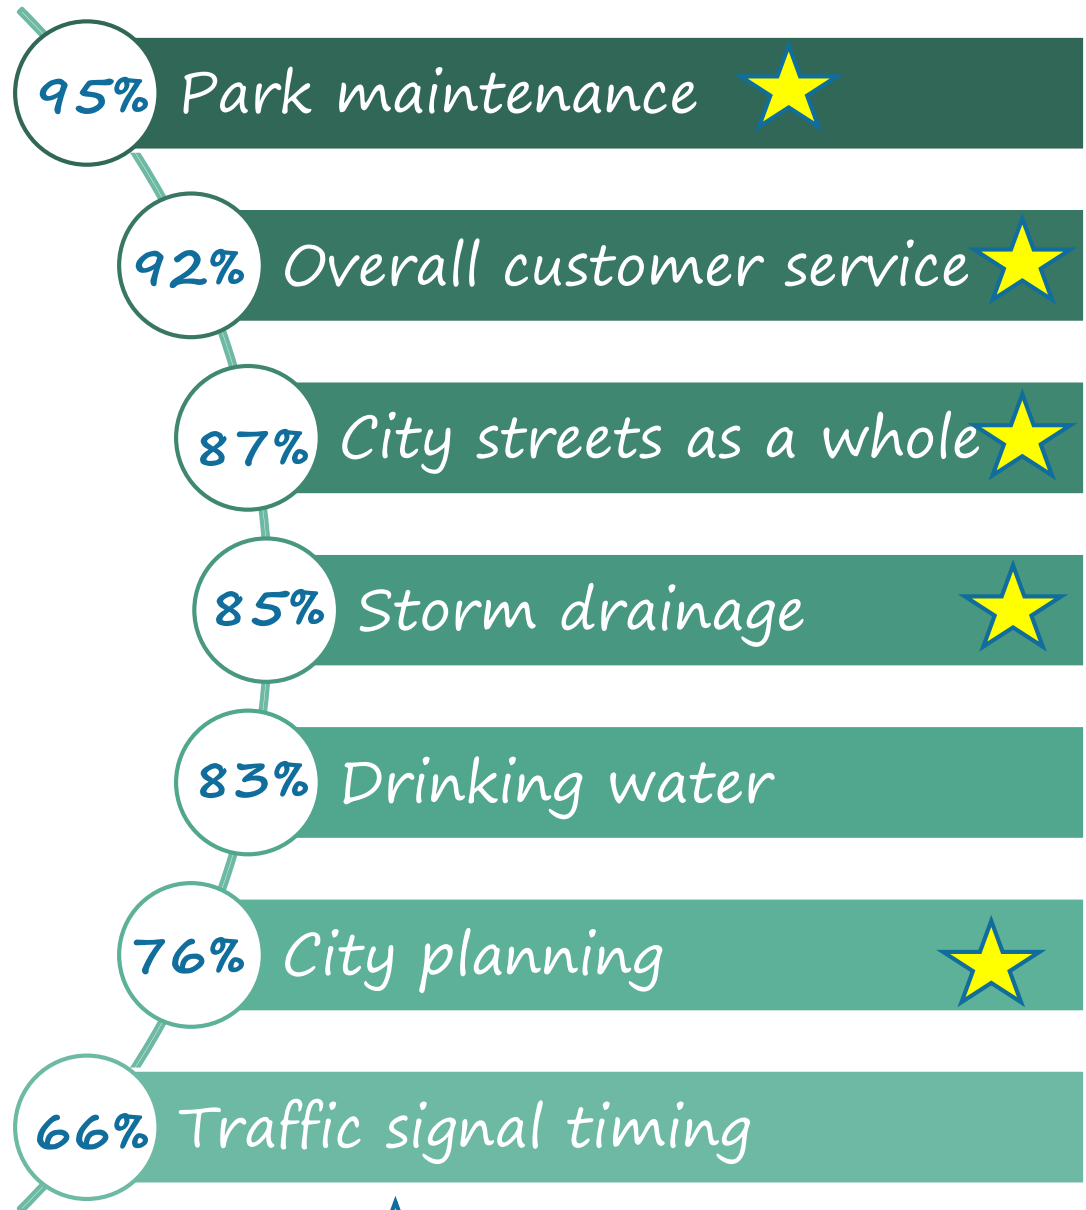 95% Park maintenance
92% Overall customer service
87% City streets as a whole
85% Storm drainage
83% Drinking water
76% City planning
66% Traffic signal timing